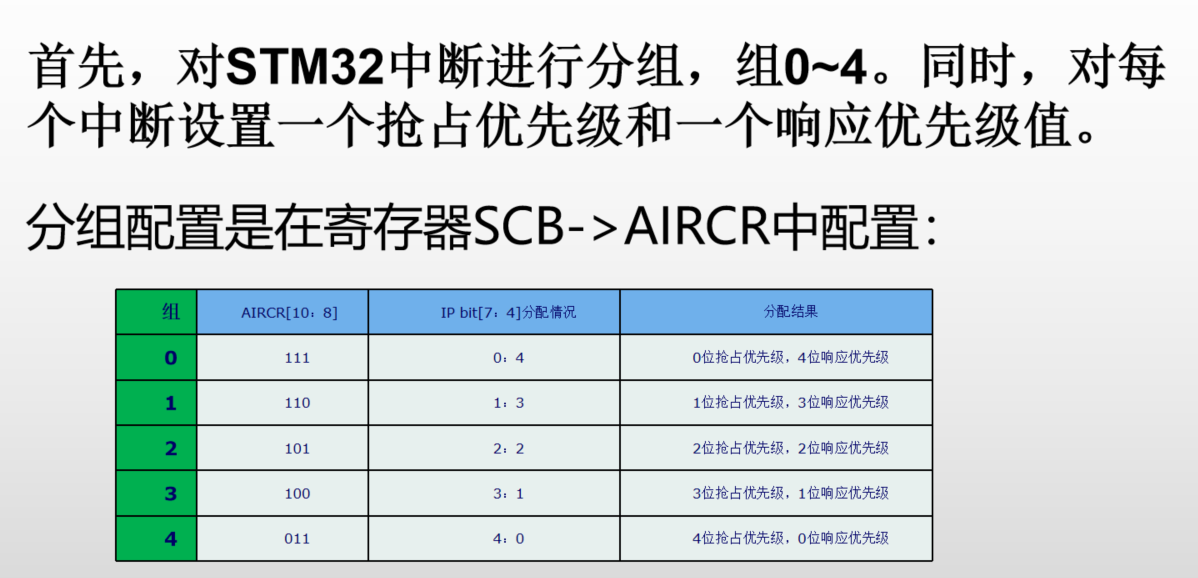 首先，对STM32中断进行分组，组0~4。同时，对每
个中断设置一个抢占优先级和一个响应优先级值。
分组配置是在寄存器SCB->AIRCR中配置：
组 AIRCR[10：8] IP bit[7：4]分配情况 分配结果
0 111 0：4 0位抢占优先级，4位响应优先级
1 110 1：3 1位抢占优先级，3位响应优先级
2 101 2：2 2位抢占优先级，2位响应优先级
3 100 3：1 3位抢占优先级，1位响应优先级
4 011 4：0 4位抢占优先级，0位响应优先级